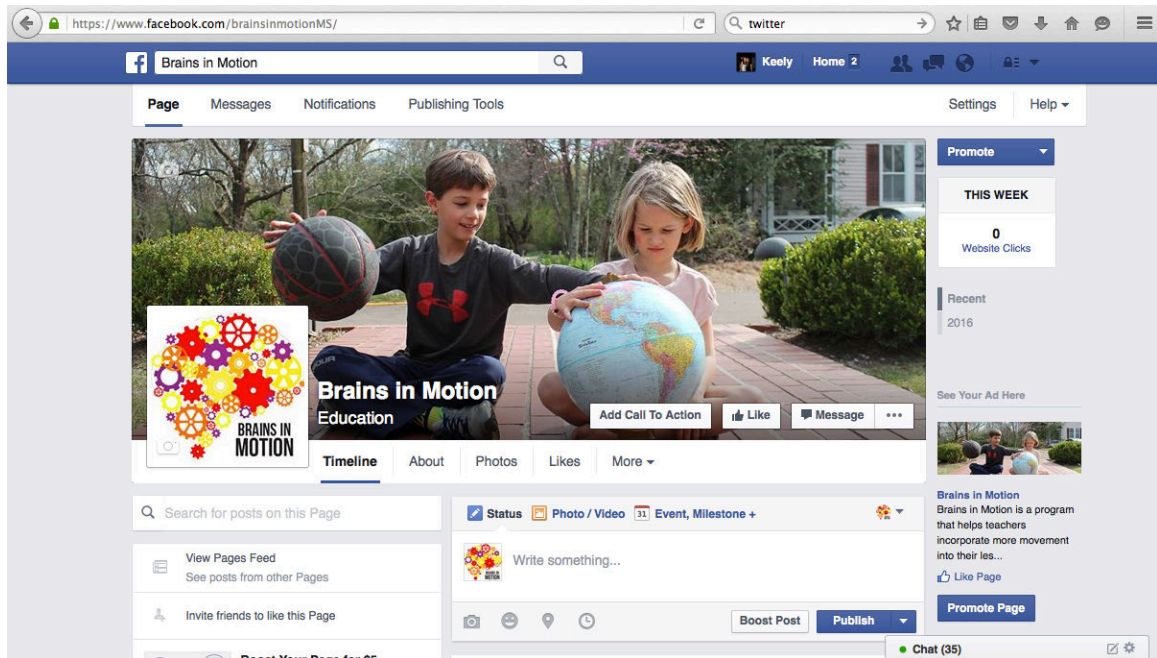 https://www.facebook.com/brainsinmotionMS/
twitter
Brains in Motion
Keely Home 2
Page Messages Notifications Publishing Tools Settings Help
Promote
THIS WEEK
0
Website Clicks
Recent
2016
BRAINS IN
MOTION
Brains in Motion
Education
Add Call To Action Like Message
Timeline About Photos Likes More
See Your Ad Here
Brains in Motion
Brains in Motion is a program
that helps teachers
incorporate more movement
into their les...
Like Page
Promote Page
Search for posts on this Page
View Pages Feed
See posts from other Pages
Invite friends to like this Page
Boost Your Page for $5
Status Photo / Video 31 Event, Milestone +
Write something...
Boost Post Publish
Chat (35)